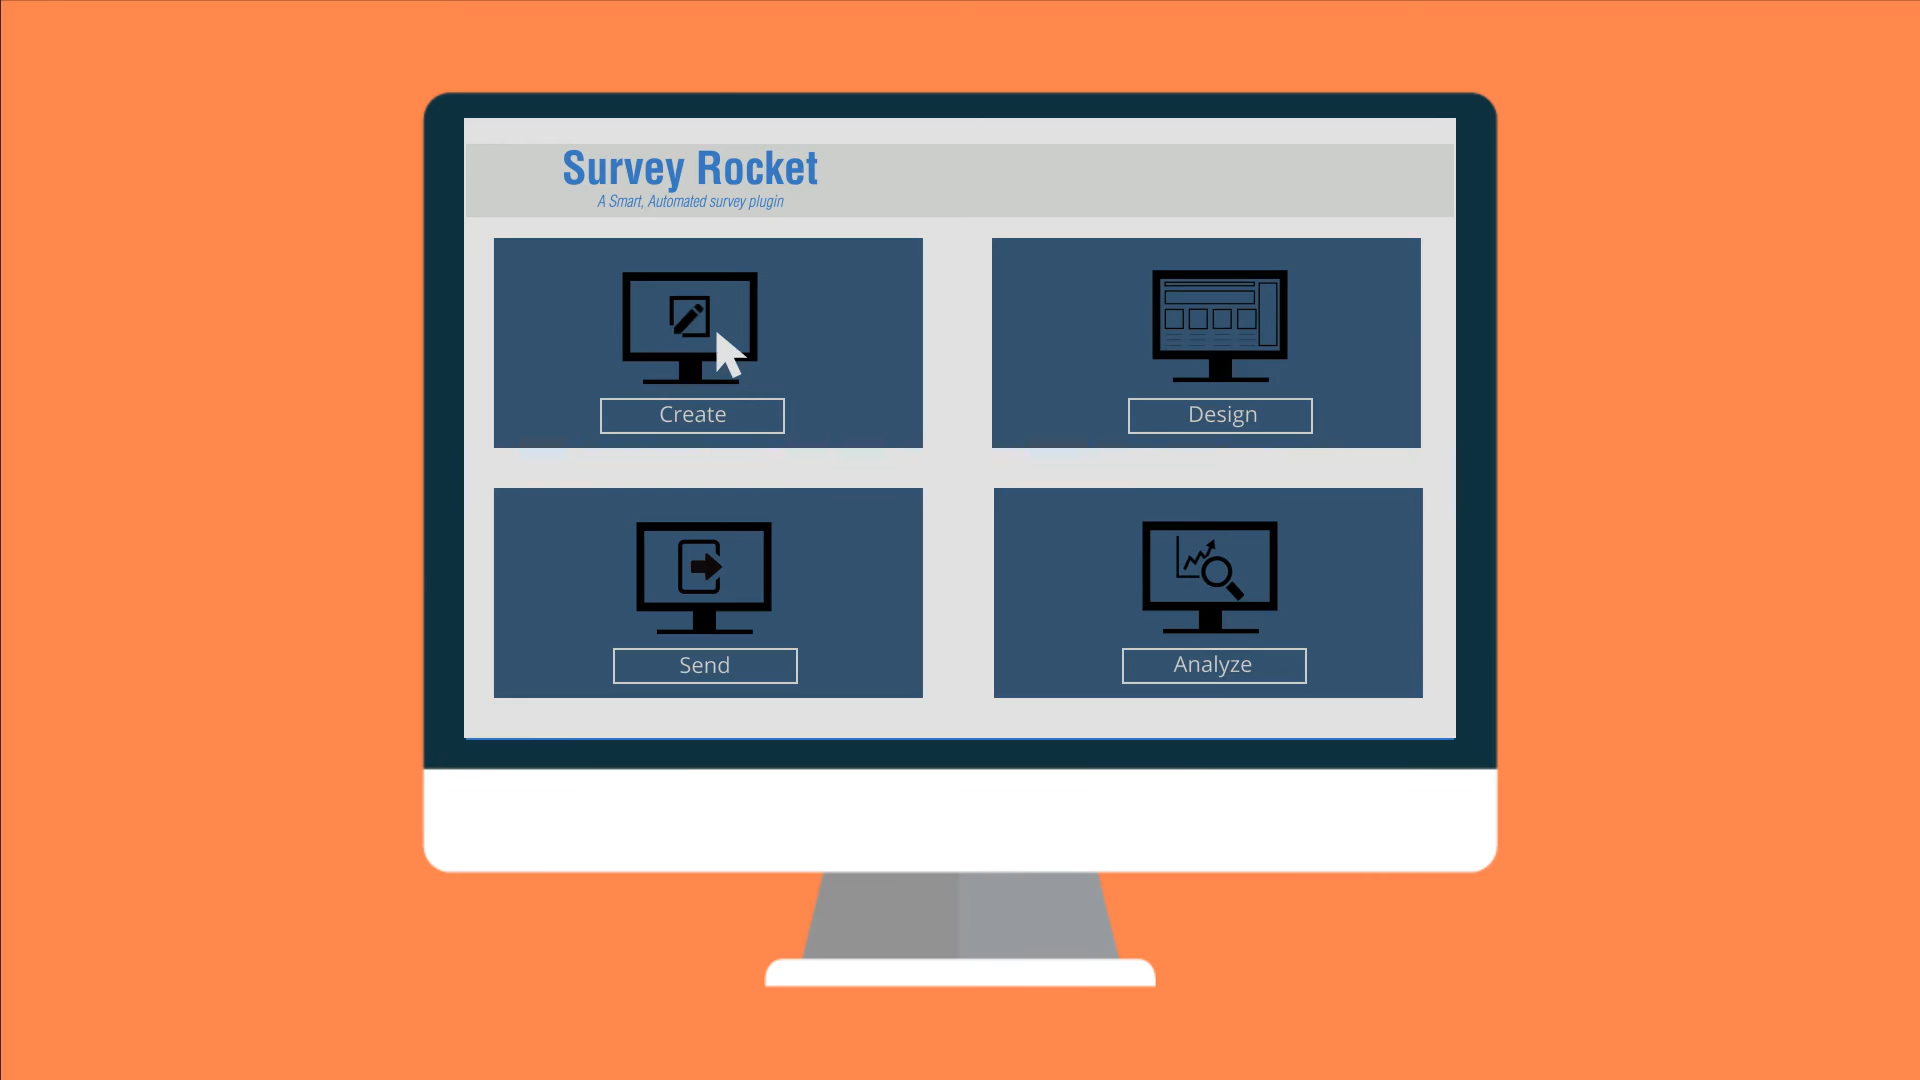 Survey Rocket
A Smart, Automated survey plugin
Create
Design
Send
Analyze